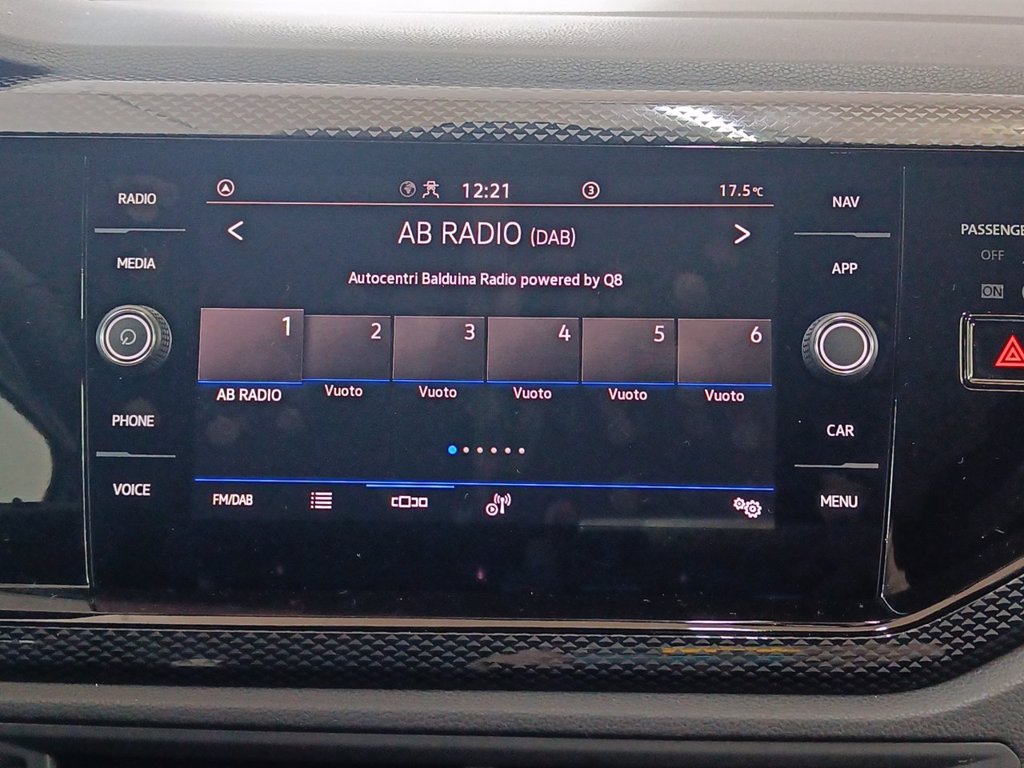 RADIO
MEDIA
PHONE
VOICE
12:21
3
17.5°C
< AB RADIO (DAB) >
Autocentri Balduina Radio powered by Q8
1 2 3 4 5 6
AB RADIO Vuoto Vuoto Vuoto Vuoto Vuoto
FM/DAB
NAV
APP
CAR
MENU
PASSENGE
OFF
ON